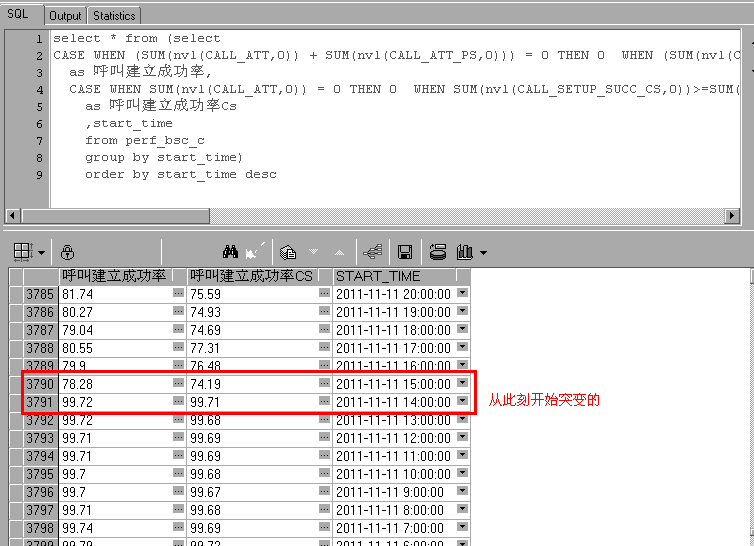 SQL Output Statistics
1 select * from (select
2 CASE WHEN (SUM(nvl(CALL_ATT,0)) + SUM(nvl(CALL_ATT_PS,0))) = 0 THEN 0  WHEN (SUM(nvl(C
3 as 呼叫建立成功率,
4 CASE WHEN SUM(nvl(CALL_ATT,0)) = 0 THEN 0  WHEN SUM(nvl(CALL_SETUP_SUCC_CS,0))>=SUM(
5 as 呼叫建立成功率Cs
6 ,start_time
7 from perf_bsc_c
8 group by start_time)
9 order by start_time desc
呼叫建立成功率 呼叫建立成功率CS START_TIME
3785 81.74 ... 75.59 ... 2011-11-11 20:00:00
3786 80.27 ... 74.93 ... 2011-11-11 19:00:00
3787 79.04 ... 74.69 ... 2011-11-11 18:00:00
3788 80.55 ... 77.31 ... 2011-11-11 17:00:00
3789 79.9 ... 76.48 ... 2011-11-11 16:00:00
3790 78.28 ... 74.19 ... 2011-11-11 15:00:00
3791 99.72 ... 99.71 ... 2011-11-11 14:00:00
从此刻开始突变的
3792 99.72 ... 99.68 ... 2011-11-11 13:00:00
3793 99.71 ... 99.69 ... 2011-11-11 12:00:00
3794 99.71 ... 99.69 ... 2011-11-11 11:00:00
3795 99.7 ... 99.68 ... 2011-11-11 10:00:00
3796 99.7 ... 99.67 ... 2011-11-11 9:00:00
3797 99.71 ... 99.68 ... 2011-11-11 8:00:00
3798 99.74 ... 99.69 ... 2011-11-11 7:00:00
3799 99.79 ... 99.72 ... 2011-11-11 6:00:00